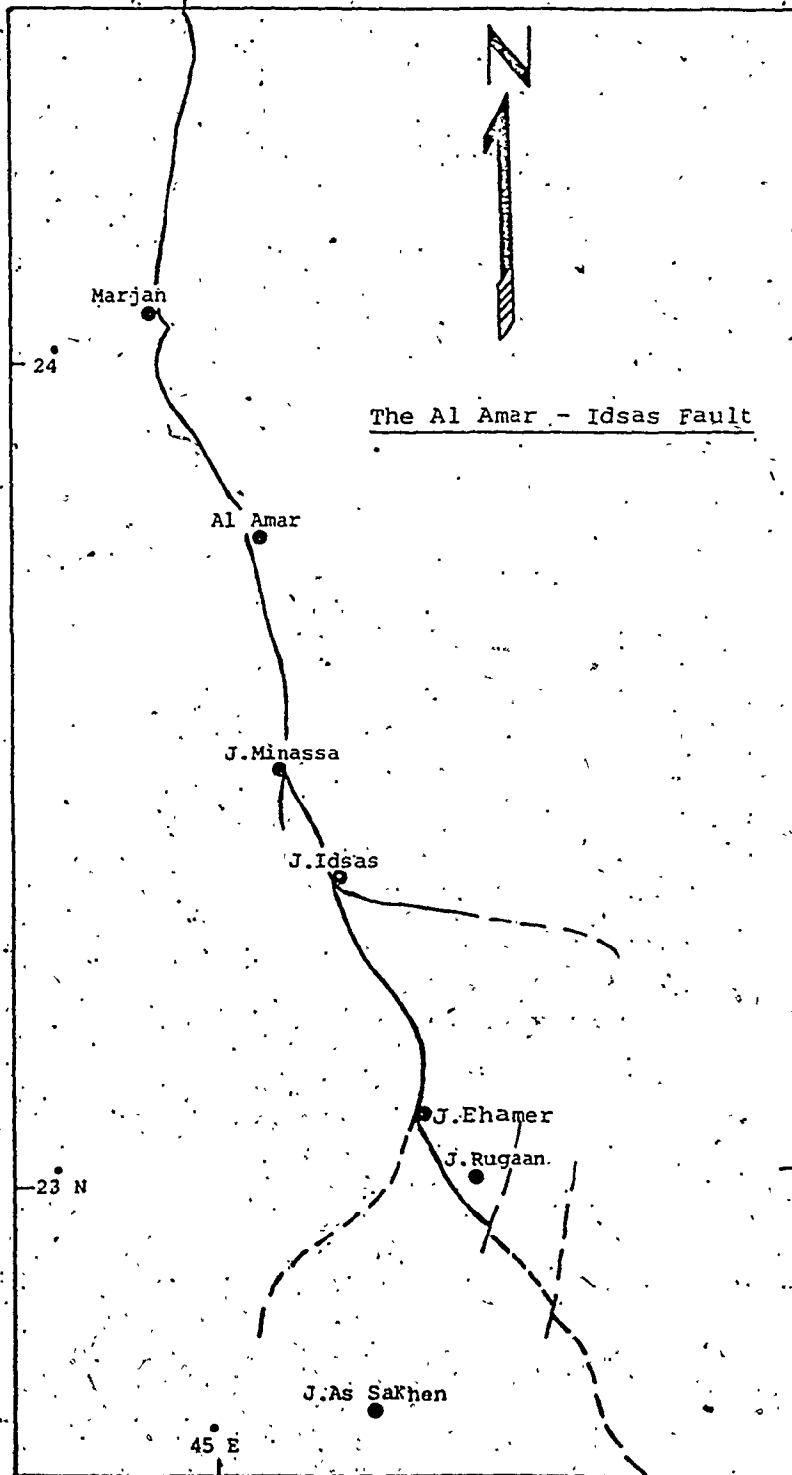 N
Marjan
24°
The Al Amar - Idsas Fault
Al Amar
J.Minassa
J.Idsas
J.Ehamer
J.Rugaan
23° N
J.As Sakhen
45° E